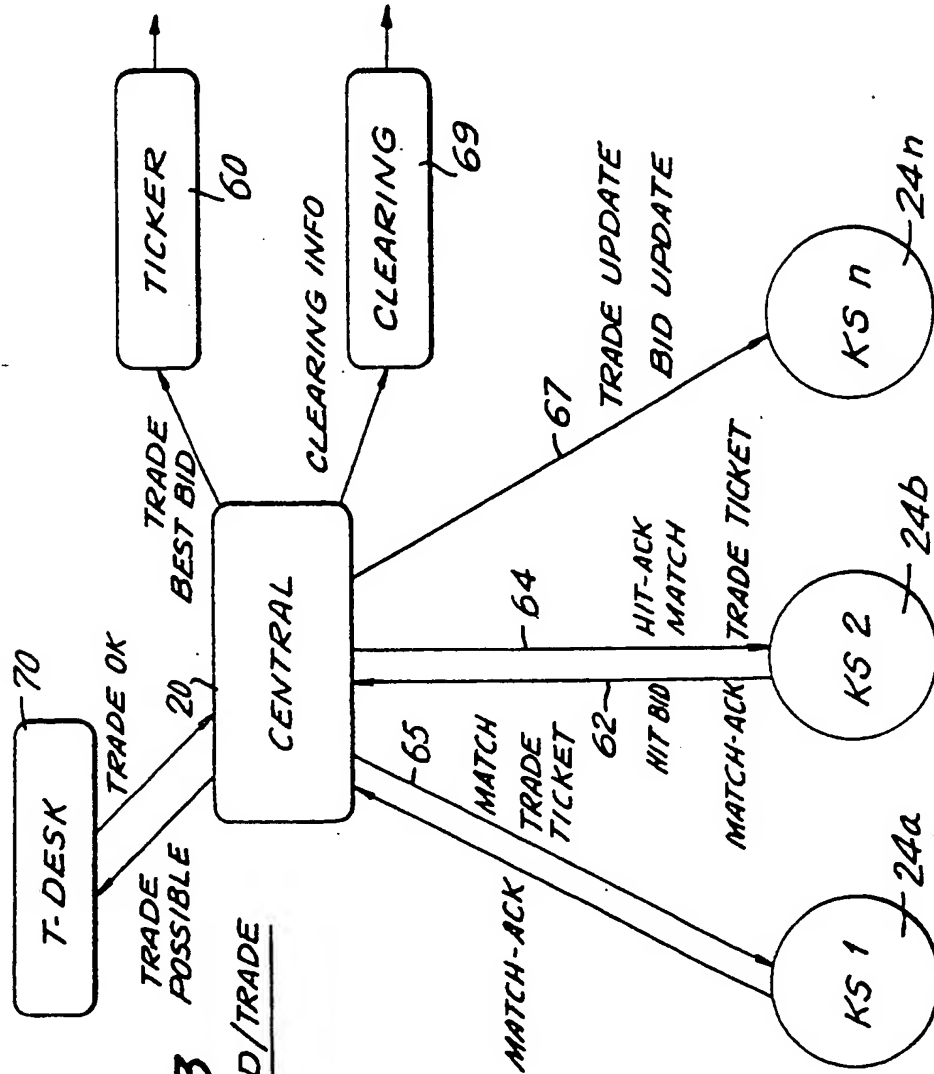 T-DESK
70
TRADE OK
TRADE
POSSIBLE
TRADE
BEST BID
TICKER
60
20
CENTRAL
CLEARING INFO
CLEARING
69
3
D/TRADE
65
MATCH
TRADE
TICKET
MATCH-ACK
64
62
HIT BID
MATCH-ACK
HIT-ACK
MATCH
TRADE TICKET
67
TRADE UPDATE
BID UPDATE
KS 1
24a
KS 2
24b
KS n
24n